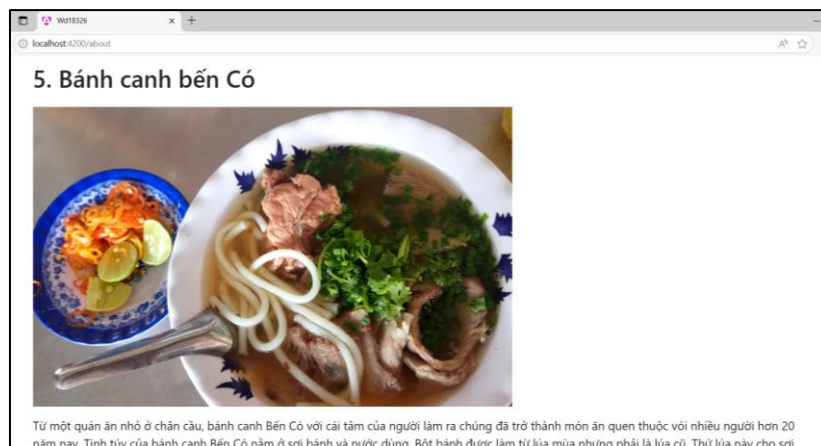 Wd18326
localhost:4200/about
5. Bánh canh bến Có
Từ một quán ăn nhỏ ở chân cầu, bánh canh Bến Có với cái tâm của người làm ra chúng đã trở thành món ăn quen thuộc với nhiều người hơn 20
năm nay. Tinh túy của bánh canh Bến Có nằm ở sợi bánh và nước dùng. Bột bánh được làm từ lúa mùa nhưng phải là lúa cũ. Thứ lúa này cho sợi